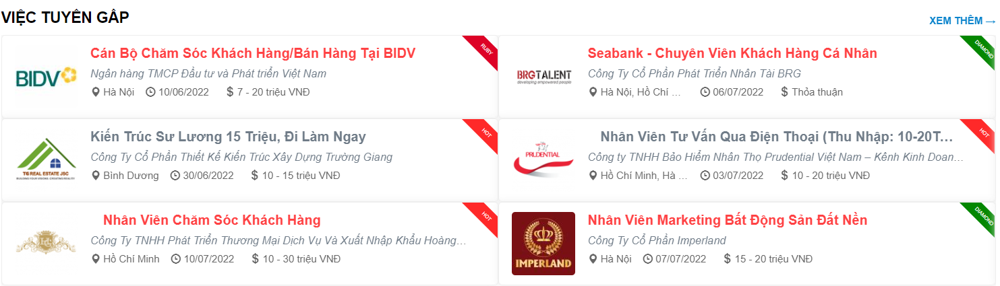 VIỆC TUYỂN GẤP
XEM THÊM →
RUBY
Cán Bộ Chăm Sóc Khách Hàng/Bán Hàng Tại BIDV
BIDV
Ngân hàng TMCP Đầu tư và Phát triển Việt Nam
Hà Nội 10/06/2022 $ 7 - 20 triệu VNĐ
DIAMOND
Seabank - Chuyên Viên Khách Hàng Cá Nhân
BRGTALENT
developing empowered people
Công Ty Cổ Phần Phát Triển Nhân Tài BRG
Hà Nội, Hồ Chí ... 06/07/2022 $ Thỏa thuận
HOT
Kiến Trúc Sư Lương 15 Triệu, Đi Làm Ngay
Công Ty Cổ Phần Thiết Kế Kiến Trúc Xây Dựng Trường Giang
TG REAL ESTATE JSC
BUILDING YOUR VISIONS, CREATING REALITY
Bình Dương 30/06/2022 $ 10 - 15 triệu VNĐ
HOT
Nhân Viên Tư Vấn Qua Điện Thoại (Thu Nhập: 10-20T...
PRUDENTIAL
Công ty TNHH Bảo Hiểm Nhân Thọ Prudential Việt Nam – Kênh Kinh Doan...
Hồ Chí Minh, Hà ... 03/07/2022 $ 10 - 20 triệu VNĐ
HOT
Nhân Viên Chăm Sóc Khách Hàng
Công Ty TNHH Phát Triển Thương Mại Dịch Vụ Và Xuất Nhập Khẩu Hoàng...
Hồ Chí Minh 10/07/2022 $ 10 - 30 triệu VNĐ
DIAMOND
Nhân Viên Marketing Bất Động Sản Đất Nền
Công Ty Cổ Phần Imperland
IMPERLAND
Hà Nội 07/07/2022 $ 15 - 20 triệu VNĐ